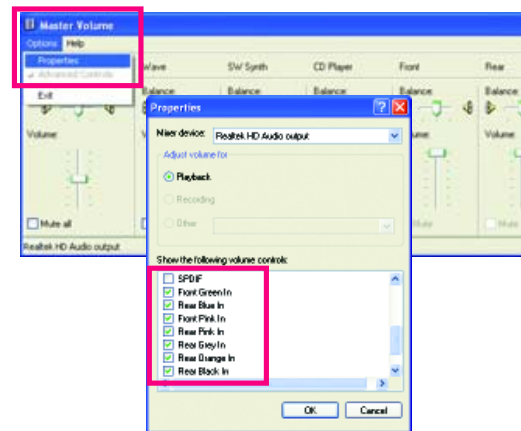 Master Volume
Options Help
Properties
Advanced Controls
Exit
Wave
SW Synth
CD Player
Front
Rear
Balance:
Balance:
Balance:
Balance:
Balance
Volume:
Volume:
Mute all
Mute
Mute
Realtek HD Audio output
Properties
Mixer device: Realtek HD Audio output
Adjust volume for
Playback
Recording
Other
Show the following volume controls:
SPDIF
Front Green In
Rear Blue In
Front Pink In
Rear Pink In
Rear Grey In
Rear Orange In
Rear Black In
OK Cancel